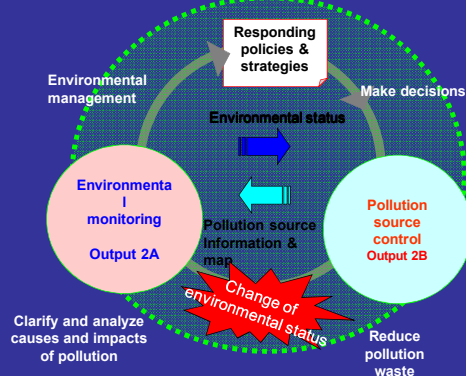 Responding
policies &
strategies
Environmental
management
Make decisions
Environmental status
Environmenta
l
monitoring
Output 2A
Pollution source
Information &
map
Pollution
source
control
Output 2B
Change of
environmental status
Clarify and analyze
causes and impacts
of pollution
Reduce
pollution
waste